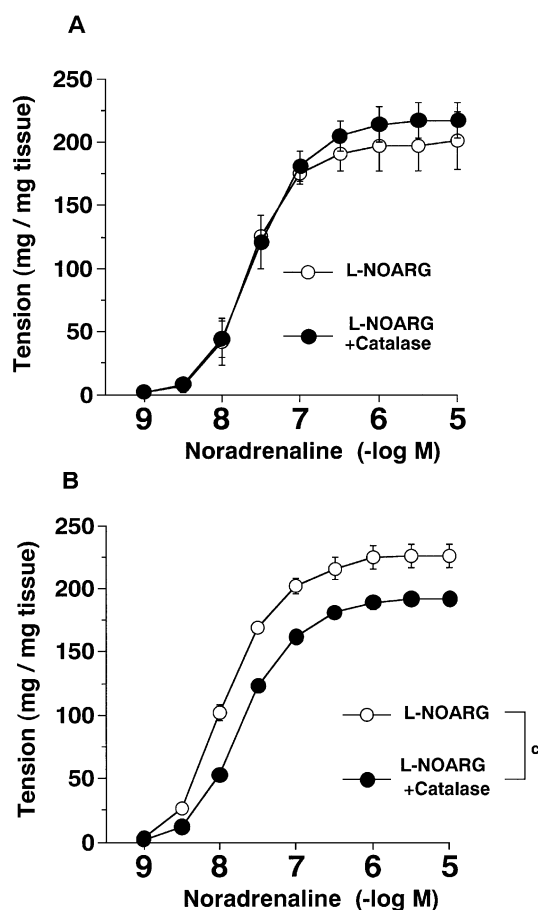 A
250
200
150
100
50
0
Tension (mg / mg tissue)
L-NOARG
L-NOARG
+Catalase
9 8 7 6 5
Noradrenaline (-log M)
B
250
200
150
100
50
0
Tension (mg / mg tissue)
L-NOARG
L-NOARG
+Catalase
c
9 8 7 6 5
Noradrenaline (-log M)